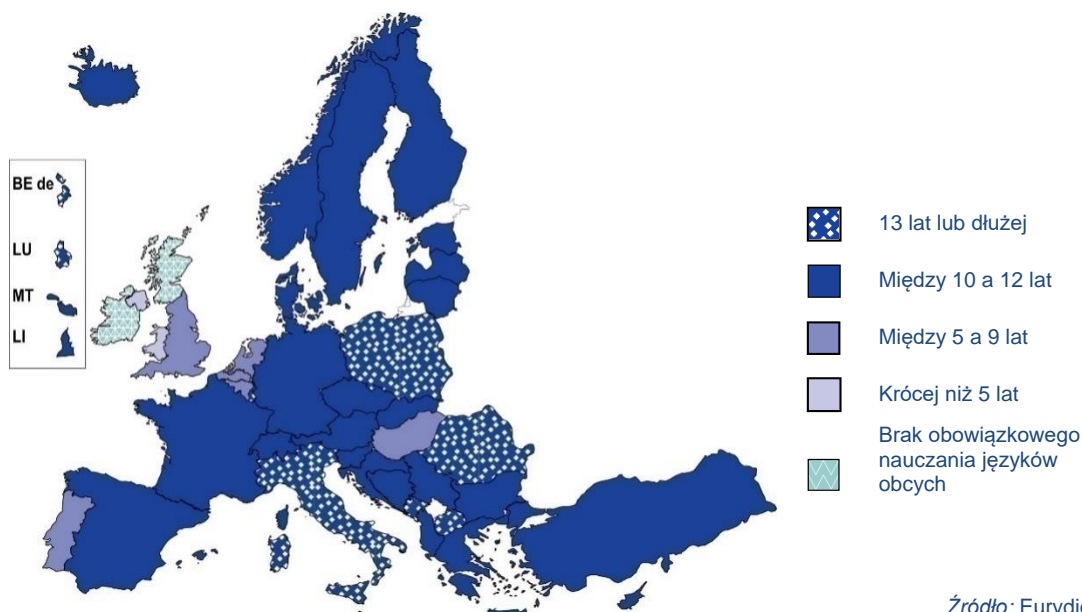 BE de
LU
MT
LI
13 lat lub dłużej
Między 10 a 12 lat
Między 5 a 9 lat
Krócej niż 5 lat
Brak obowiązkowego
nauczania języków
obcych
Źródło: